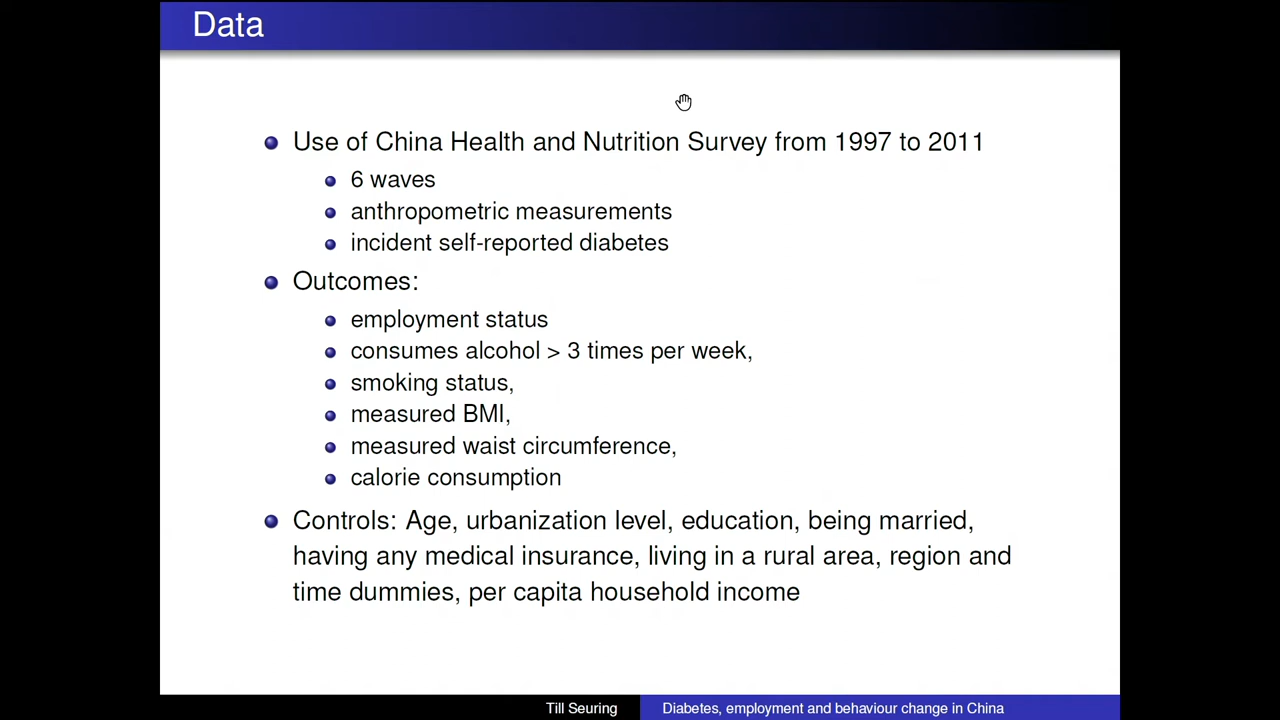 Data
Use of China Health and Nutrition Survey from 1997 to 2011
6 waves
anthropometric measurements
incident self-reported diabetes
Outcomes:
employment status
consumes alcohol > 3 times per week,
smoking status,
measured BMI,
measured waist circumference,
calorie consumption
Controls: Age, urbanization level, education, being married,
having any medical insurance, living in a rural area, region and
time dummies, per capita household income
Till Seuring
Diabetes, employment and behaviour change in China